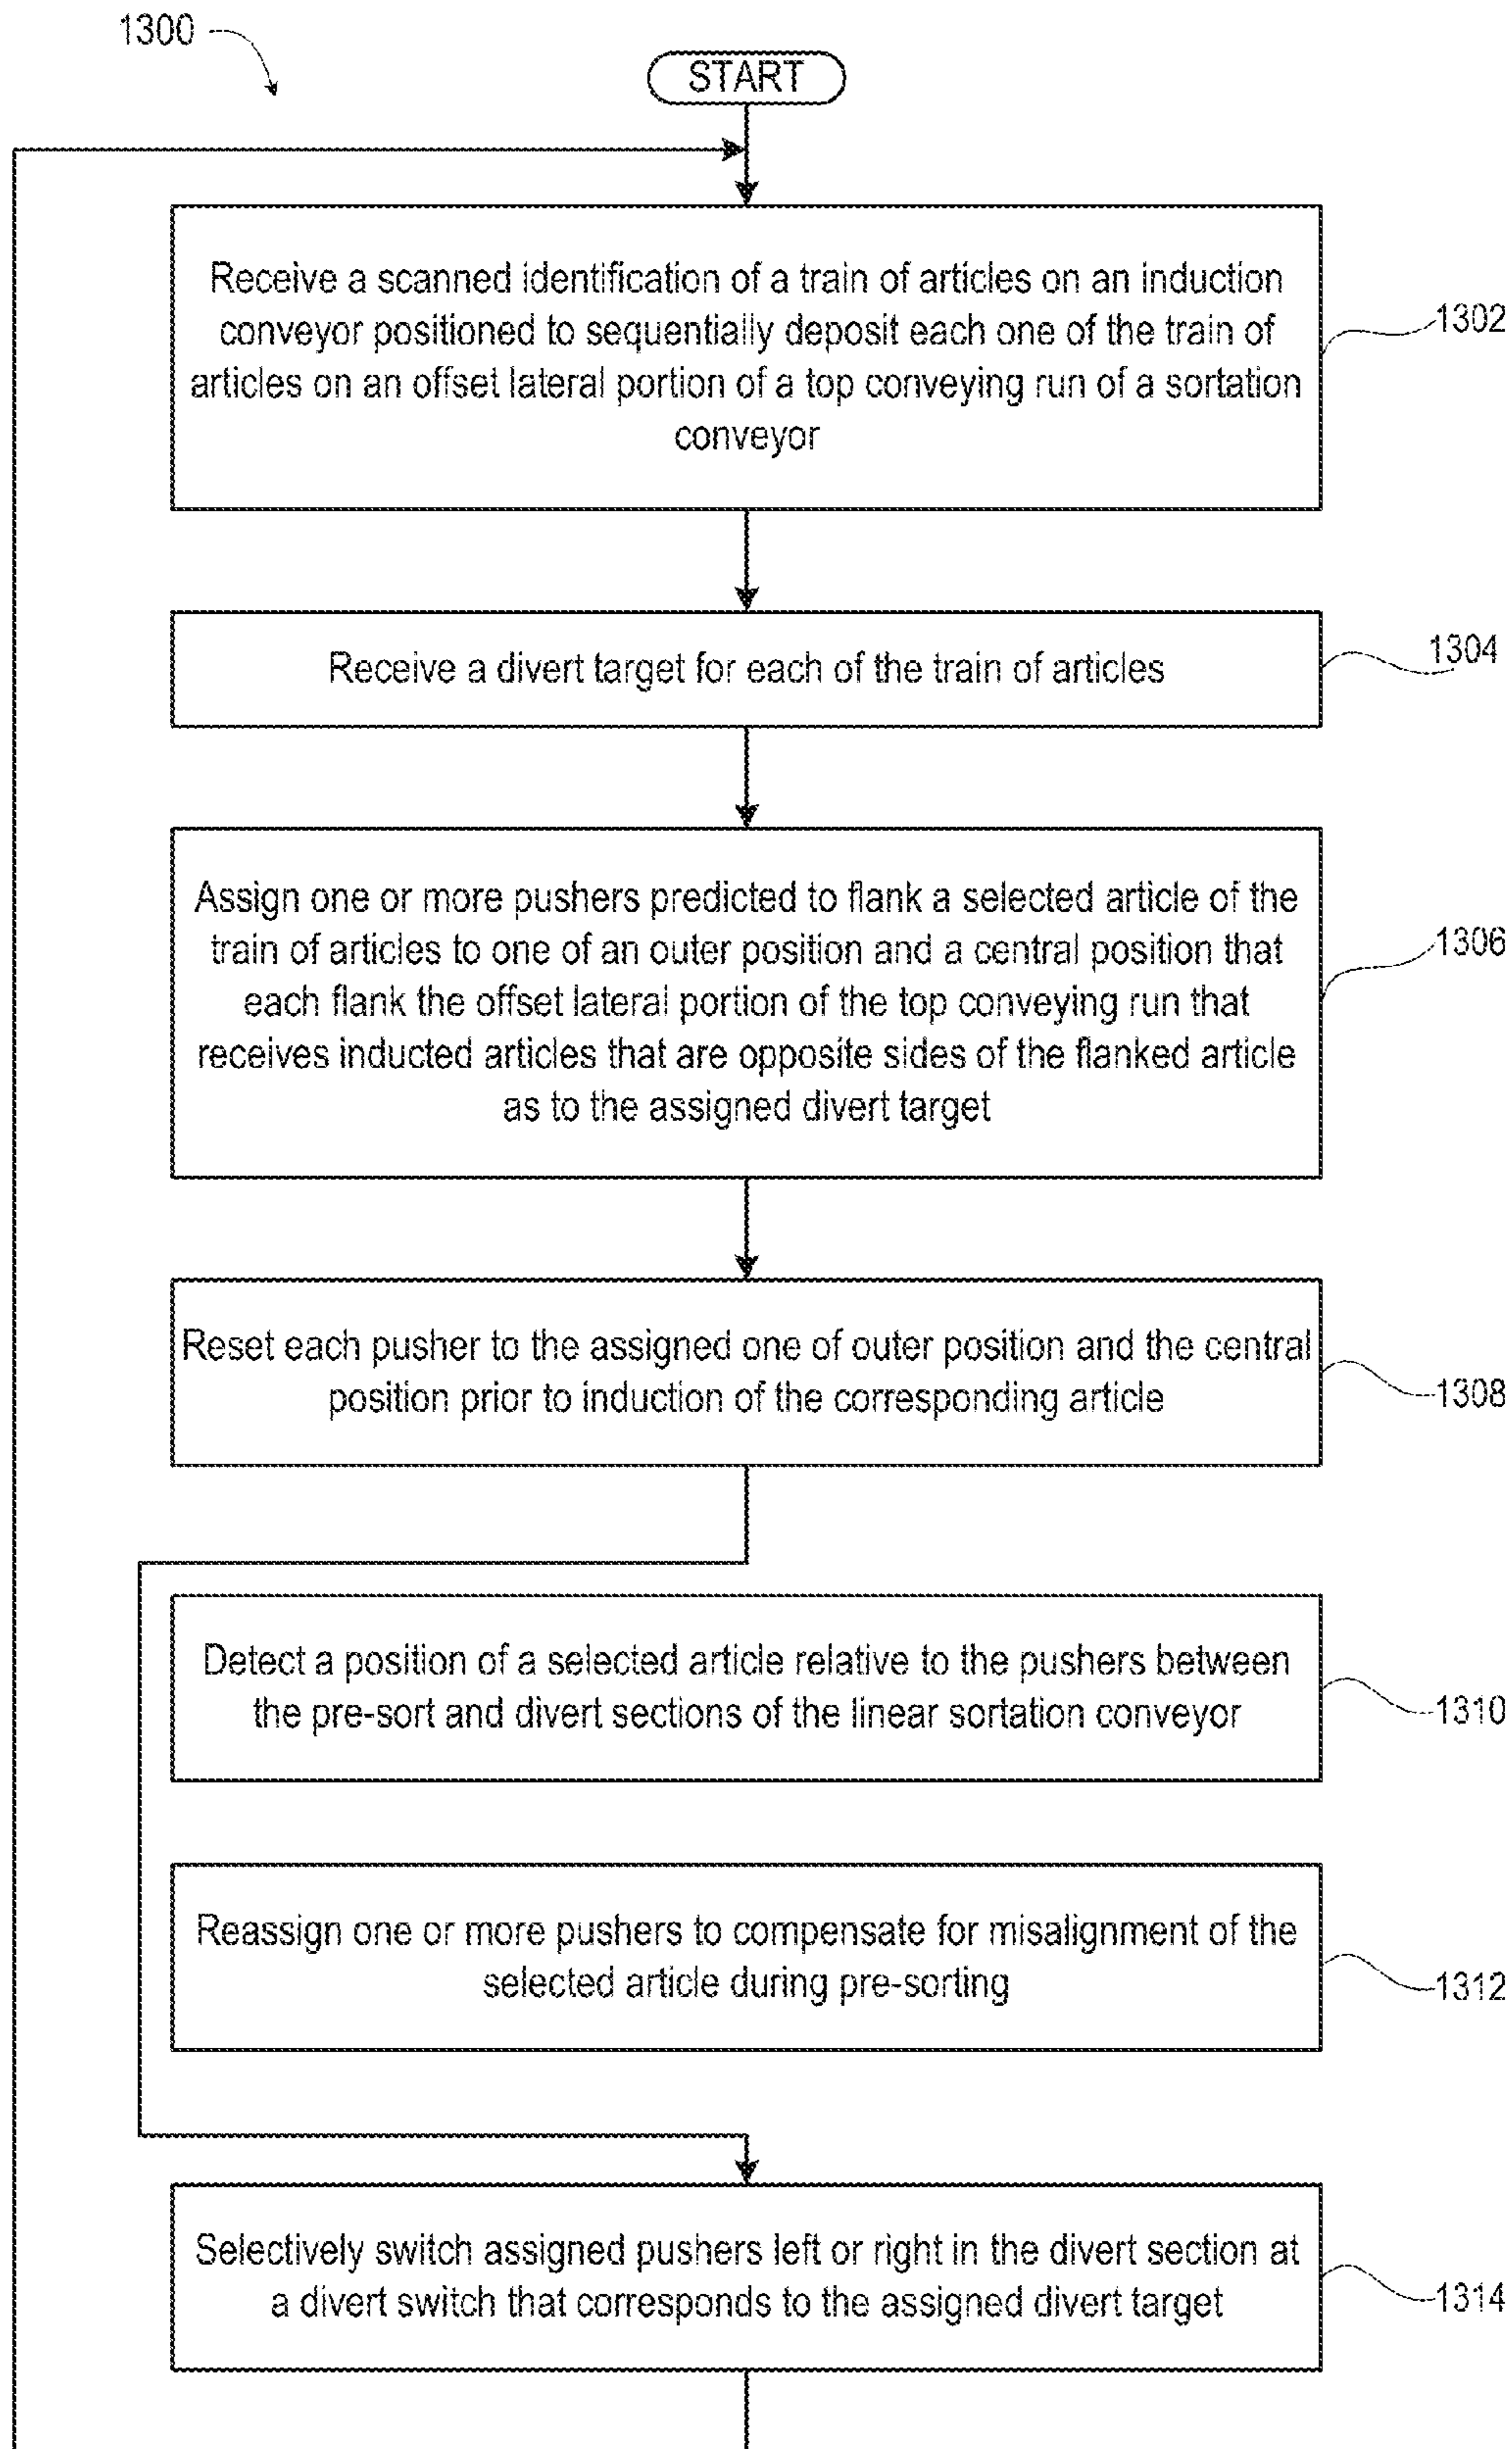 1300
START
Receive a scanned identification of a train of articles on an induction
conveyor positioned to sequentially deposit each one of the train of
articles on an offset lateral portion of a top conveying run of a sortation
conveyor
1302
Receive a divert target for each of the train of articles
1304
Assign one or more pushers predicted to flank a selected article of the
train of articles to one of an outer position and a central position that
each flank the offset lateral portion of the top conveying run that
receives inducted articles that are opposite sides of the flanked article
as to the assigned divert target
1306
Reset each pusher to the assigned one of outer position and the central
position prior to induction of the corresponding article
1308
Detect a position of a selected article relative to the pushers between
the pre-sort and divert sections of the linear sortation conveyor
1310
Reassign one or more pushers to compensate for misalignment of the
selected article during pre-sorting
1312
Selectively switch assigned pushers left or right in the divert section at
a divert switch that corresponds to the assigned divert target
1314